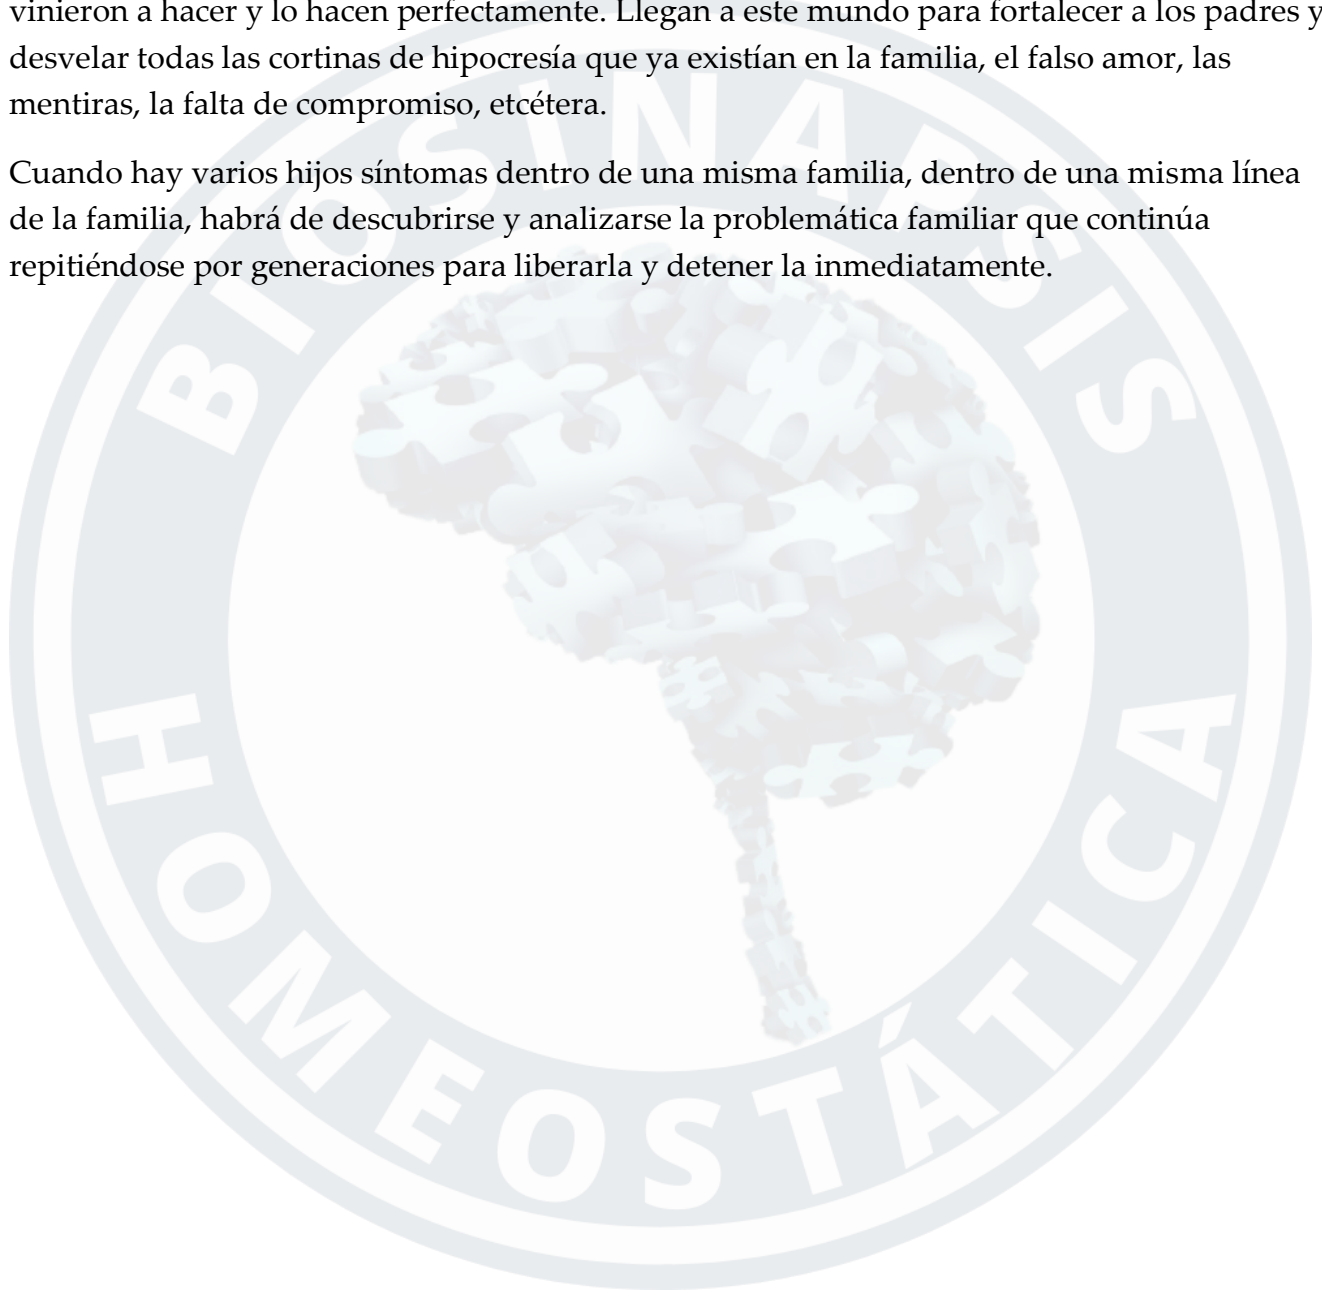 vinieron a hacer y lo hacen perfectamente. Llegan a este mundo para fortalecer a los padres y
desvelar todas las cortinas de hipocresía que ya existían en la familia, el falso amor, las
mentiras, la falta de compromiso, etcétera.
Cuando hay varios hijos síntomas dentro de una misma familia, dentro de una misma línea
de la familia, habrá de descubrirse y analizarse la problemática familiar que continúa
repitiéndose por generaciones para liberarla y detener la inmediatamente.
BIOSINAPSIS
HOMEOSTÁTICA